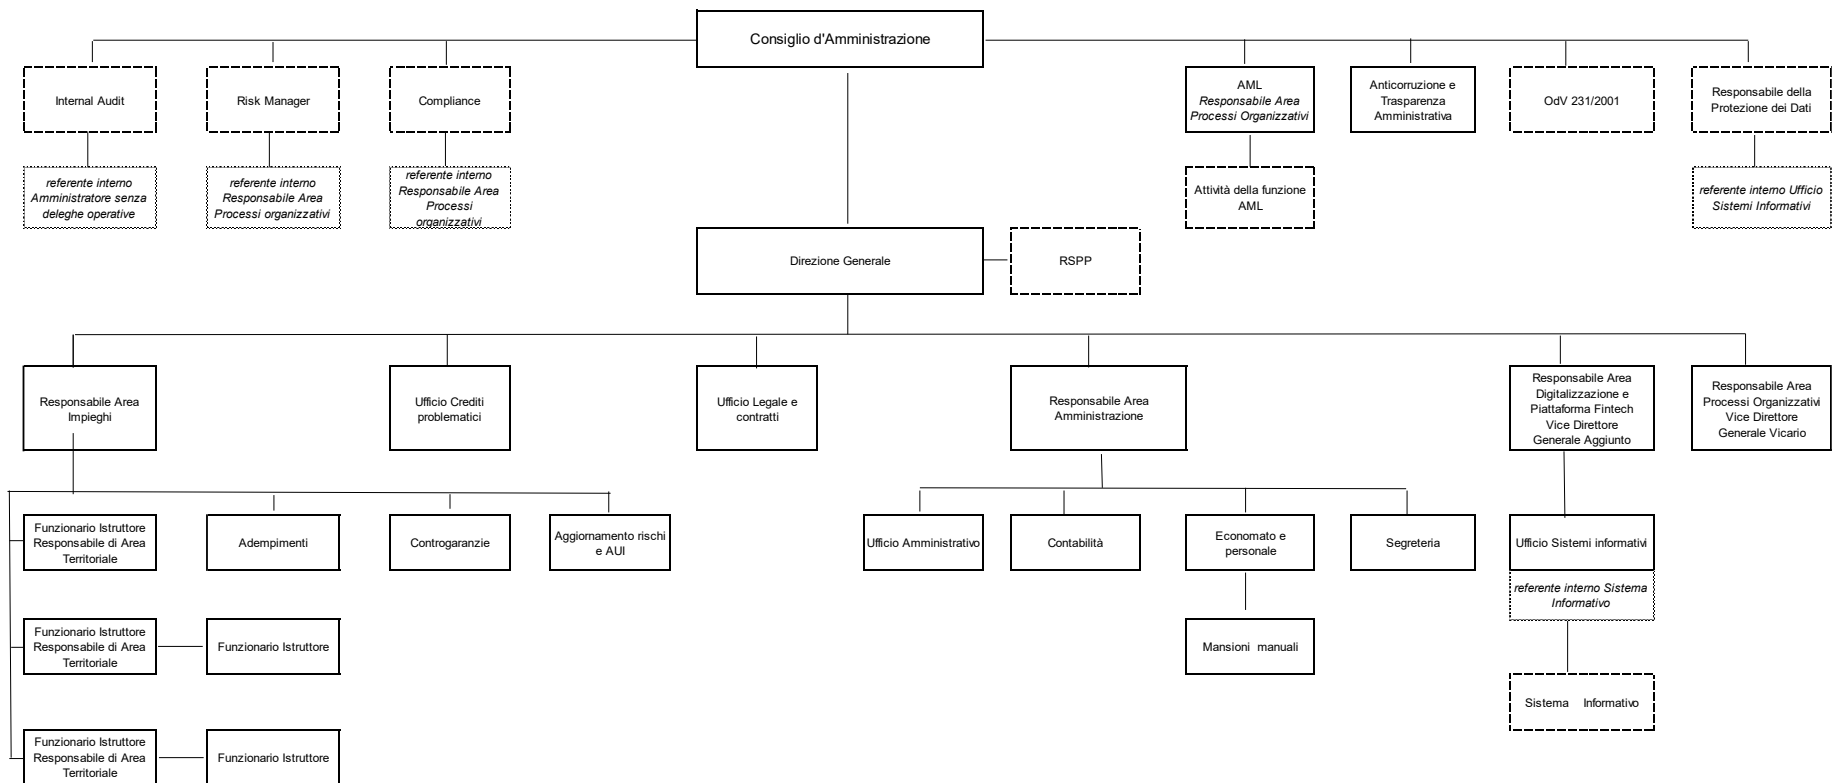 Consiglio d'Amministrazione
Internal Audit
Risk Manager
Compliance
AML
Responsabile Area
Processi Organizzativi
Anticorruzione e
Trasparenza
Amministrativa
OdV 231/2001
Responsabile della
Protezione dei Dati
referente interno
Amministratore senza
deleghe operative
referente interno
Responsabile Area
Processi organizzativi
referente interno
Responsabile Area
Processi
organizzativi
Attività della funzione
AML
referente interno Ufficio
Sistemi Informativi
Direzione Generale
RSPP
Responsabile Area
Impieghi
Ufficio Crediti
problematici
Ufficio Legale e
contratti
Responsabile Area
Amministrazione
Responsabile Area
Digitalizzazione e
Piattaforma Fintech
Vice Direttore
Generale Aggiunto
Responsabile Area
Processi Organizzativi
Vice Direttore
Generale Vicario
Funzionario Istruttore
Responsabile di Area
Territoriale
Adempimenti
Controgaranzie
Aggiornamento rischi
e AUI
Ufficio Amministrativo
Contabilità
Economato e
personale
Segreteria
Ufficio Sistemi informativi
referente interno Sistema
Informativo
Funzionario Istruttore
Responsabile di Area
Territoriale
Funzionario Istruttore
Mansioni manuali
Sistema Informativo
Funzionario Istruttore
Responsabile di Area
Territoriale
Funzionario Istruttore